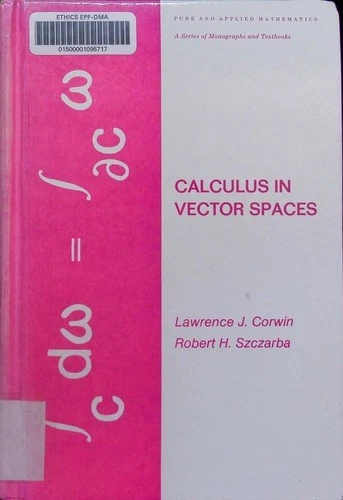 ETHICS EPF-DMA
01500001095717
PURE AND APPLIED MATHEMATICS
A Series of Monographs and Textbooks
∫c dω = ∫∂c ω
CALCULUS IN
VECTOR SPACES
Lawrence J. Corwin
Robert H. Szczarba